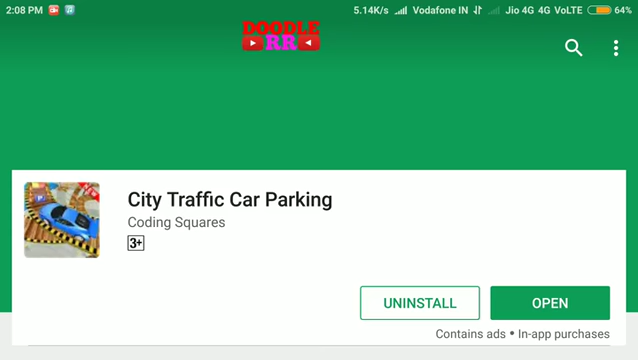 2:08 PM 5.14K/s Vodafone IN Jio 4G 4G VoLTE 64%
DOODLE
RR
City Traffic Car Parking
Coding Squares
3+
UNINSTALL OPEN
Contains ads • In-app purchases